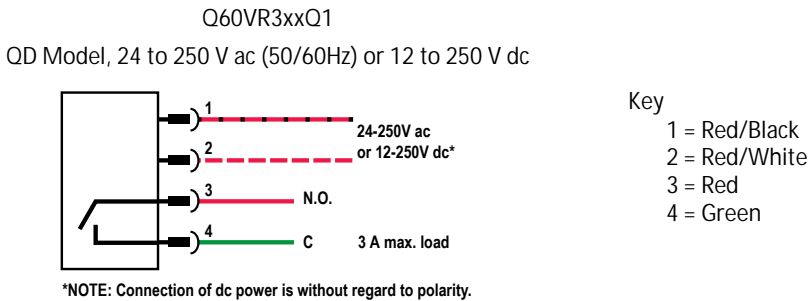 Q60VR3xxQ1
QD Model, 24 to 250 V ac (50/60Hz) or 12 to 250 V dc
1
24-250V ac
or 12-250V dc*
2
3
N.O.
4
C
3 A max. load
*NOTE: Connection of dc power is without regard to polarity.
Key
1 = Red/Black
2 = Red/White
3 = Red
4 = Green